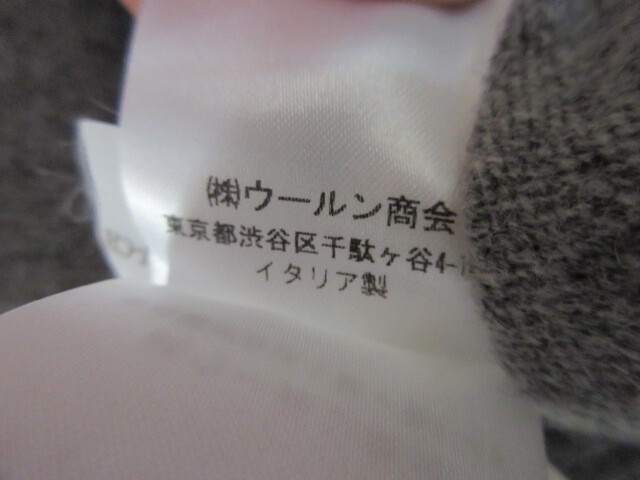 ㈱ウールン商会
東京都渋谷区千駄ヶ谷4-
イタリア製